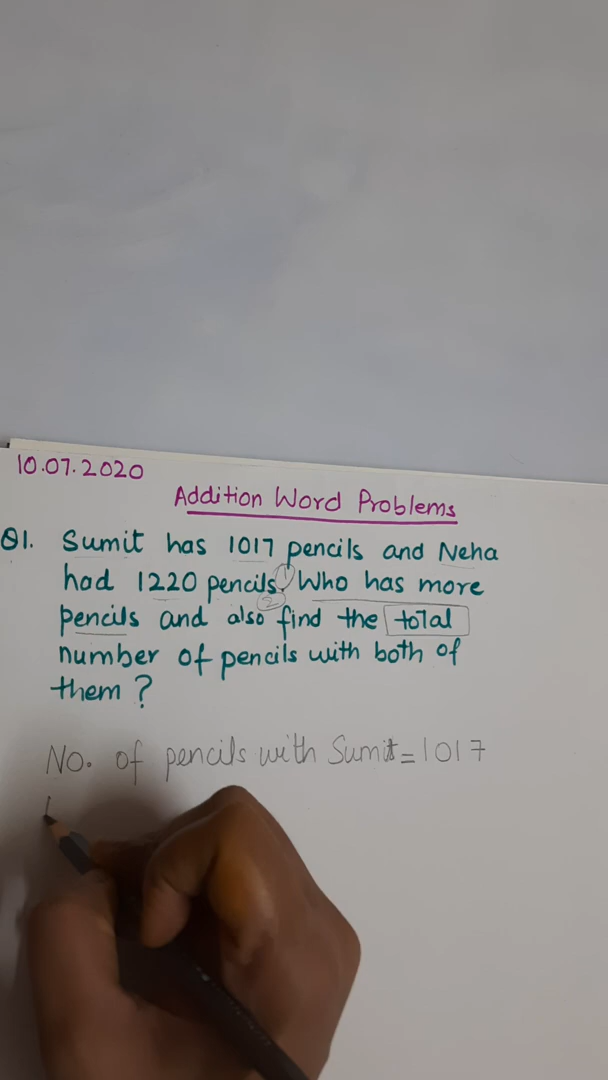 10.07.2020
Addition Word Problems
Q1. Sumit has 1017 pencils and Neha
had 1220 pencils. Who has more
pencils and also find the total
number of pencils with both of
them ?
1
2
No. of pencils with Sumit = 1017